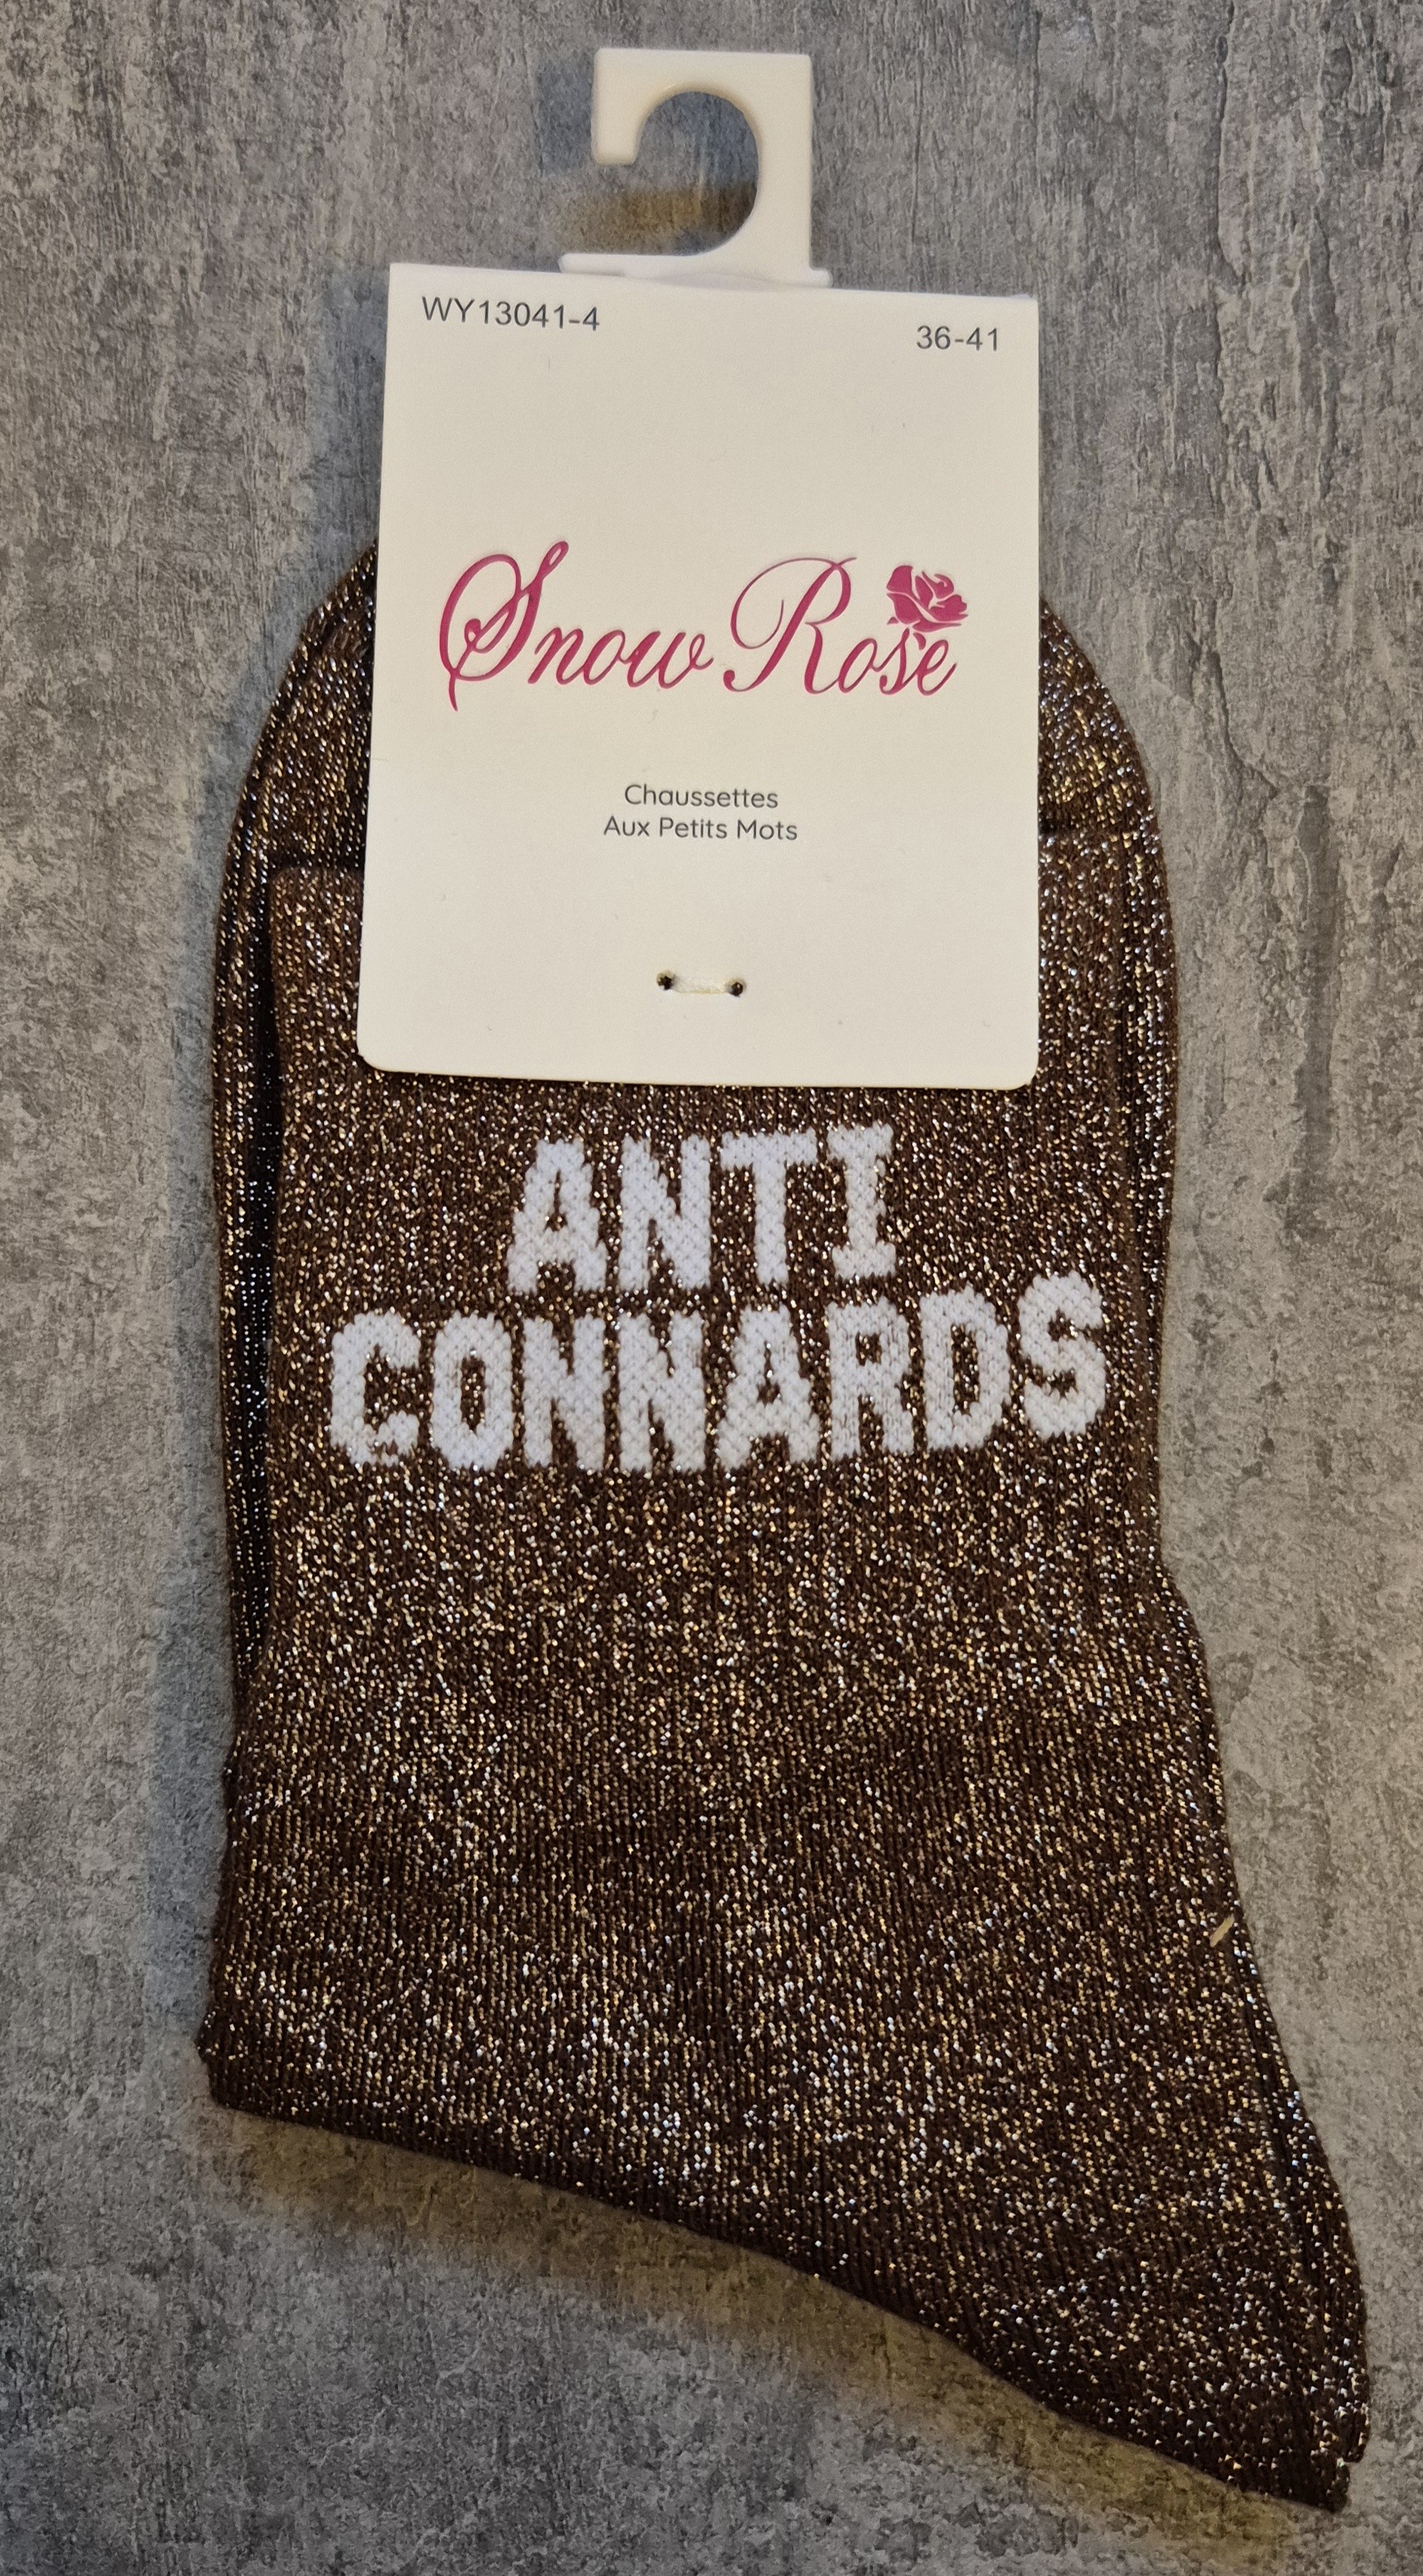 WY13041-4
36-41
Snow Rose
Chaussettes
Aux Petits Mots
ANTI
CONNARDS